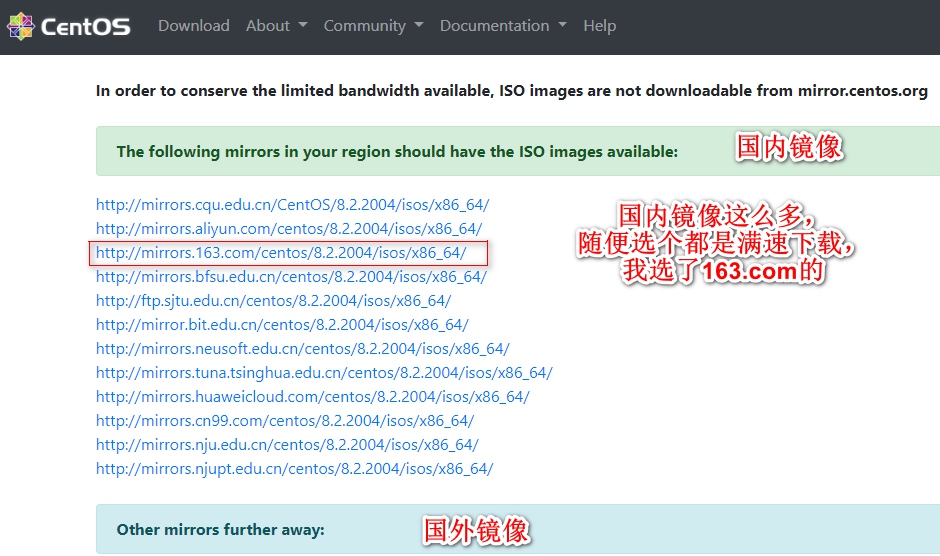 CentOS Download About Community Documentation Help
In order to conserve the limited bandwidth available, ISO images are not downloadable from mirror.centos.org
The following mirrors in your region should have the ISO images available: 国内镜像
http://mirrors.cqu.edu.cn/CentOS/8.2.2004/isos/x86_64/
http://mirrors.aliyun.com/centos/8.2.2004/isos/x86_64/
http://mirrors.163.com/centos/8.2.2004/isos/x86_64/
http://mirrors.bfsu.edu.cn/centos/8.2.2004/isos/x86_64/
http://ftp.sjtu.edu.cn/centos/8.2.2004/isos/x86_64/
http://mirror.bit.edu.cn/centos/8.2.2004/isos/x86_64/
http://mirrors.neusoft.edu.cn/centos/8.2.2004/isos/x86_64/
http://mirrors.tuna.tsinghua.edu.cn/centos/8.2.2004/isos/x86_64/
http://mirrors.huaweicloud.com/centos/8.2.2004/isos/x86_64/
http://mirrors.cn99.com/centos/8.2.2004/isos/x86_64/
http://mirrors.nju.edu.cn/centos/8.2.2004/isos/x86_64/
http://mirrors.njupt.edu.cn/centos/8.2.2004/isos/x86_64/
国内镜像这么多，
随便选个都是满速下载，
我选了163.com的
Other mirrors further away: 国外镜像